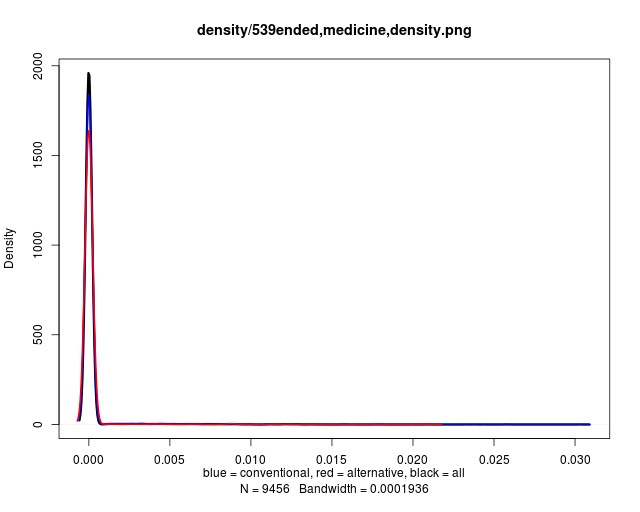 density/539ended,medicine,density.png
2000
1500
1000
500
0
Density
0.000 0.005 0.010 0.015 0.020 0.025 0.030
blue = conventional, red = alternative, black = all
N = 9456 Bandwidth = 0.0001936